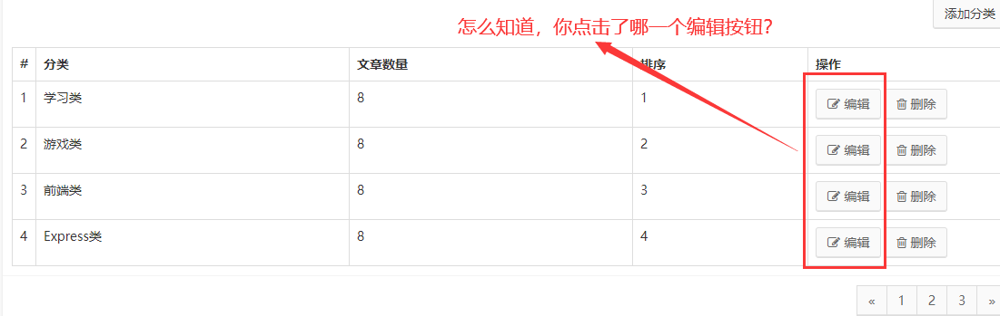 添加分类
怎么知道，你点击了哪一个编辑按钮?
# 分类 文章数量 排序 操作
1 学习类 8 1 编辑 删除
2 游戏类 8 2 编辑 删除
3 前端类 8 3 编辑 删除
4 Express类 8 4 编辑 删除
« 1 2 3 »